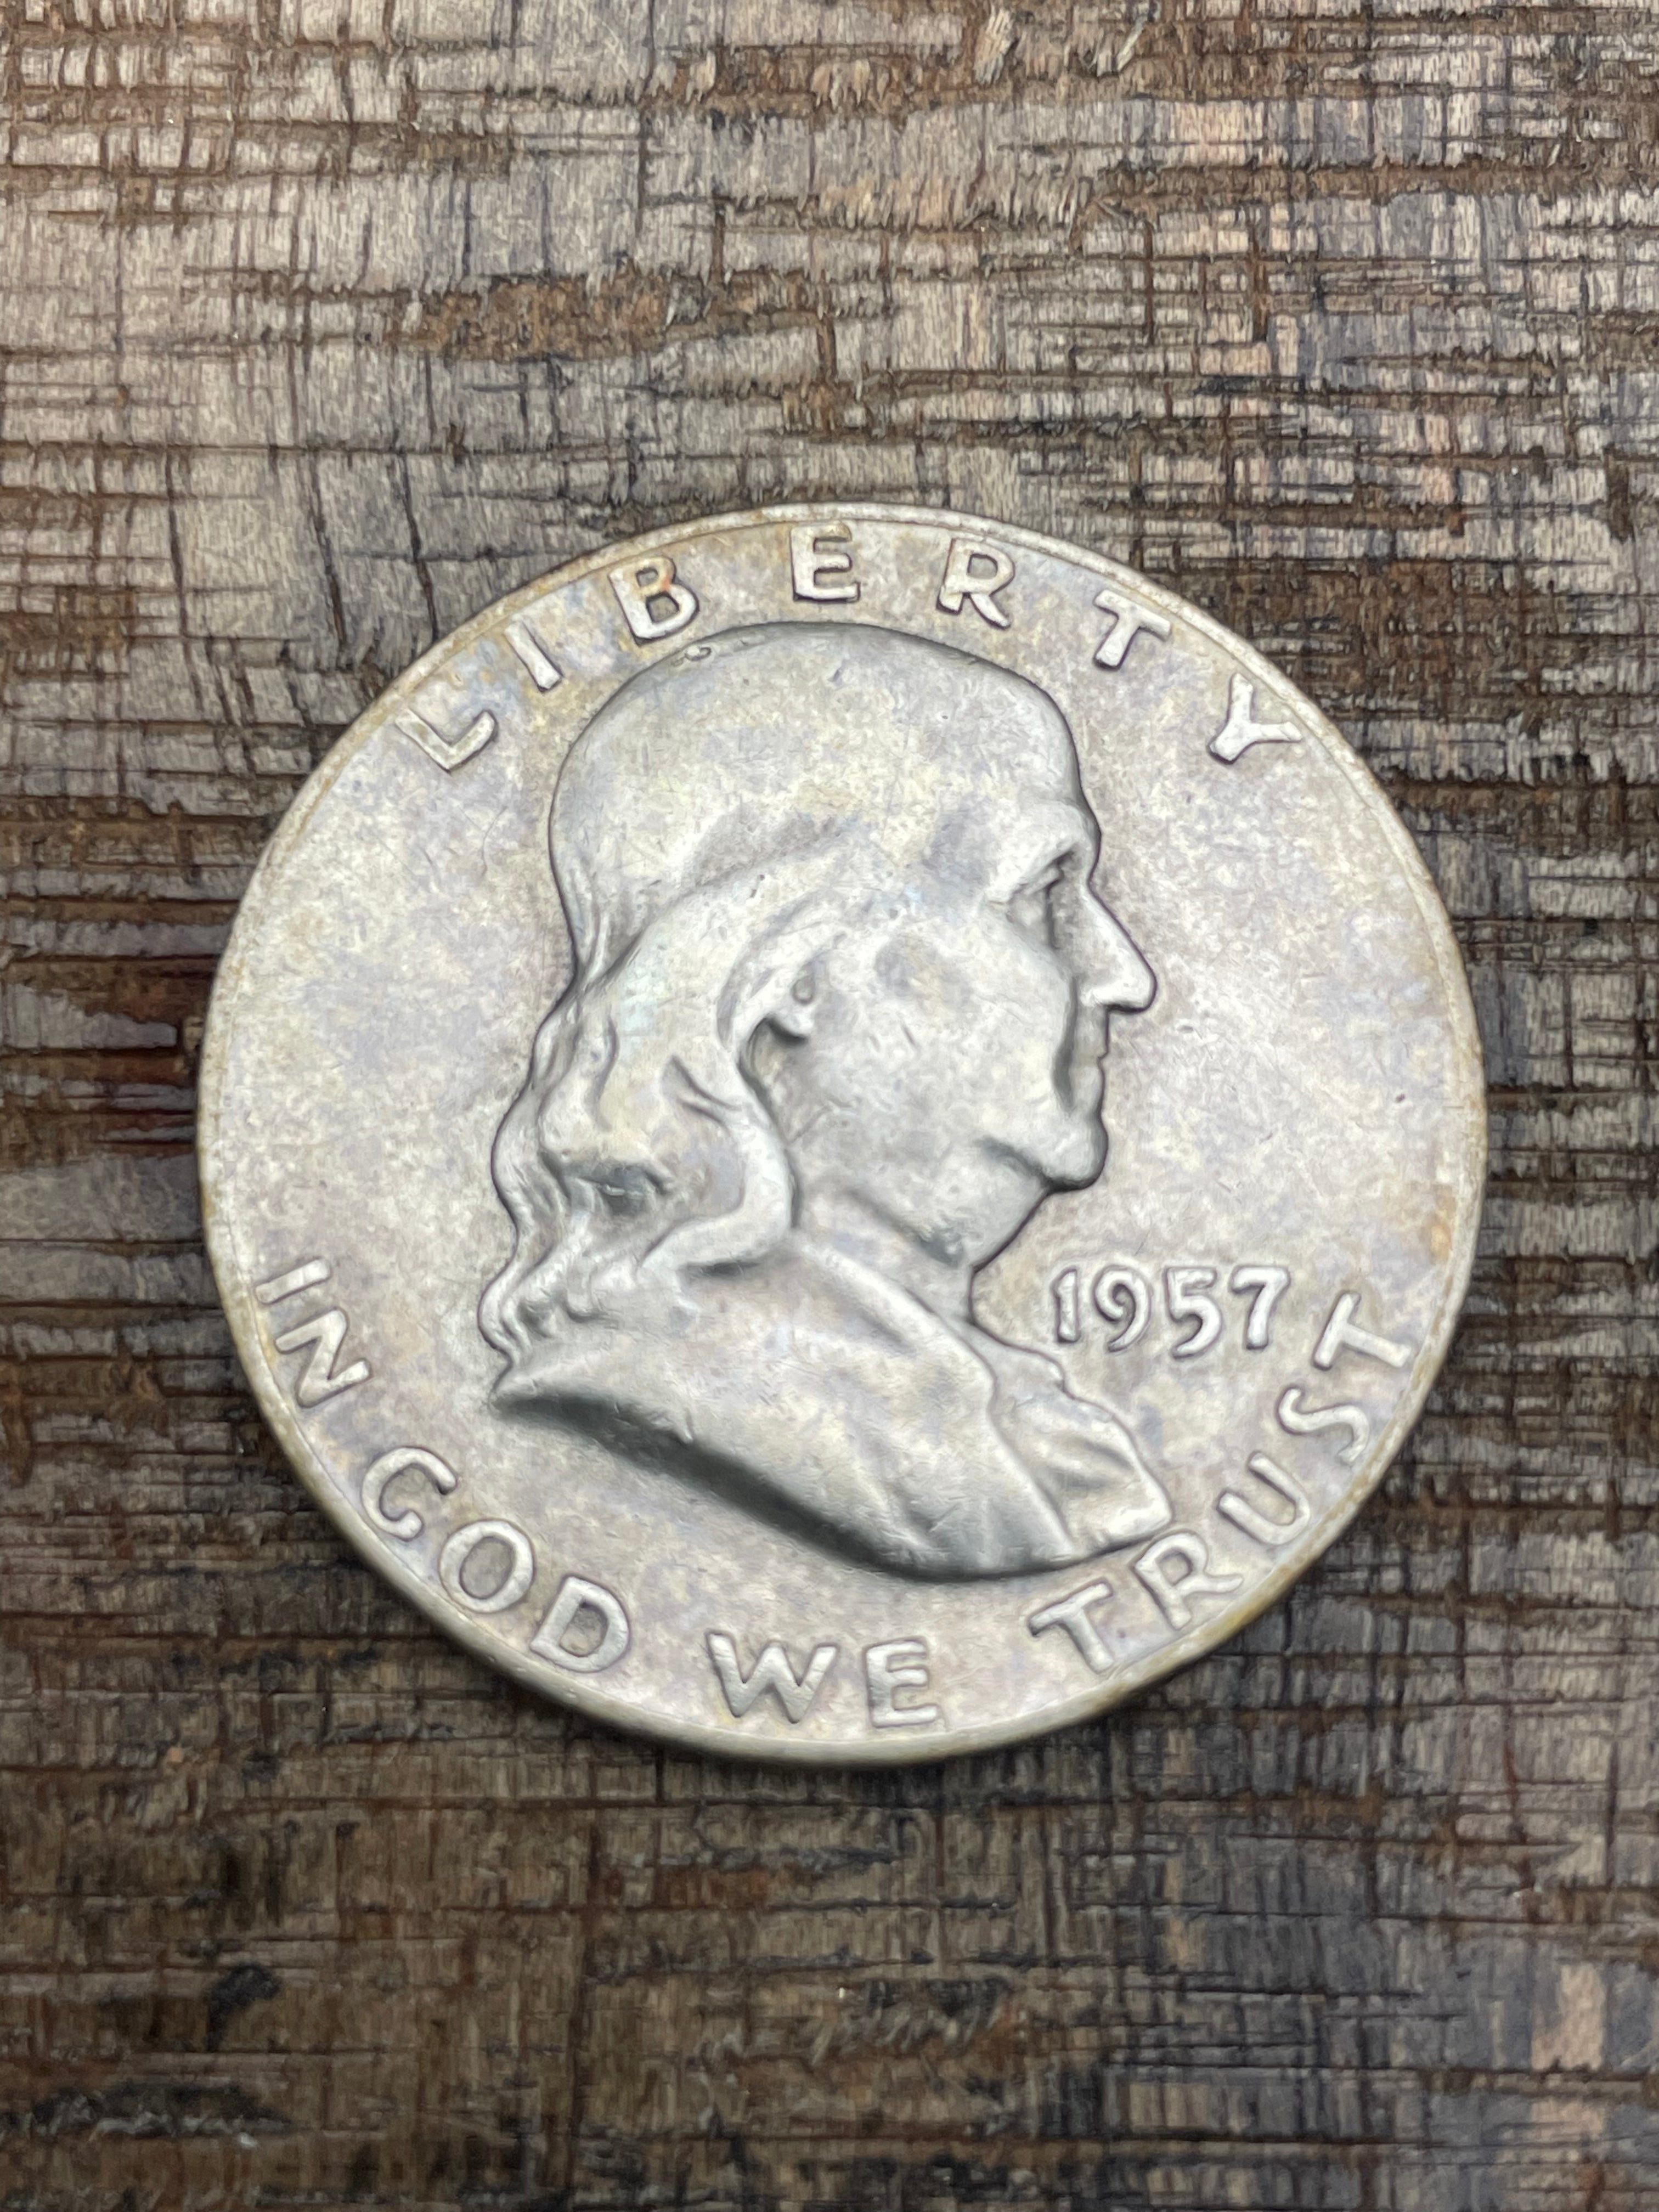 LIBERTY
1957
IN GOD WE TRUST